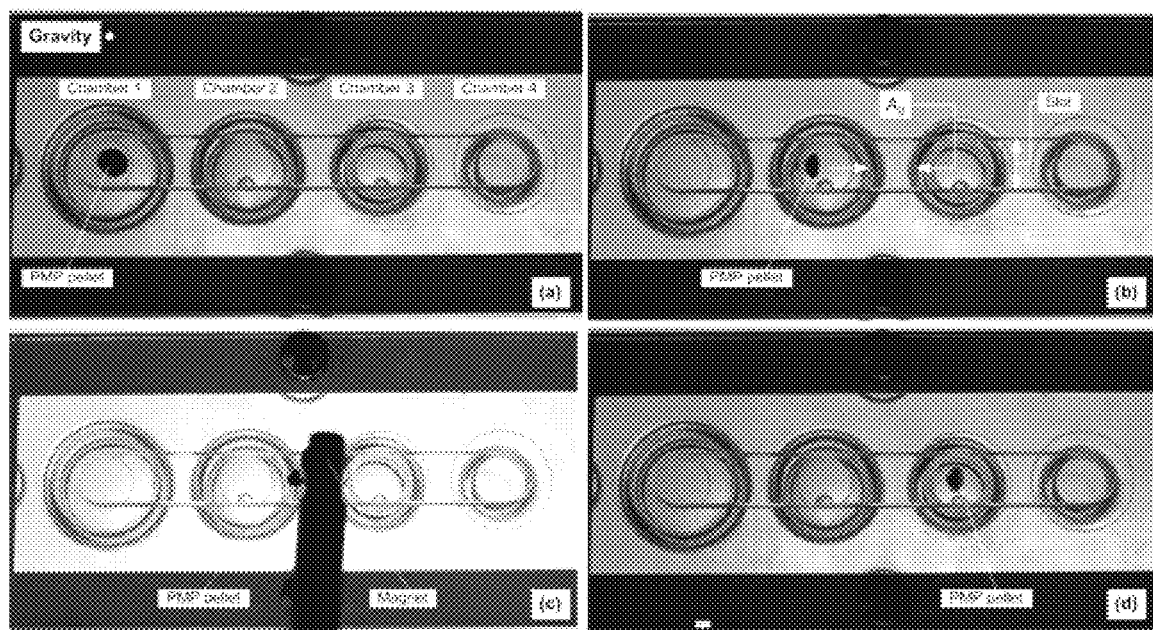 Gravity
Chamber 1
Chamber 2
Chamber 3
Chamber 4
PMP pellet
(a)
A₀
Slot
PMP pellet
(b)
PMP pellet
Magnet
(c)
PMP pellet
(d)